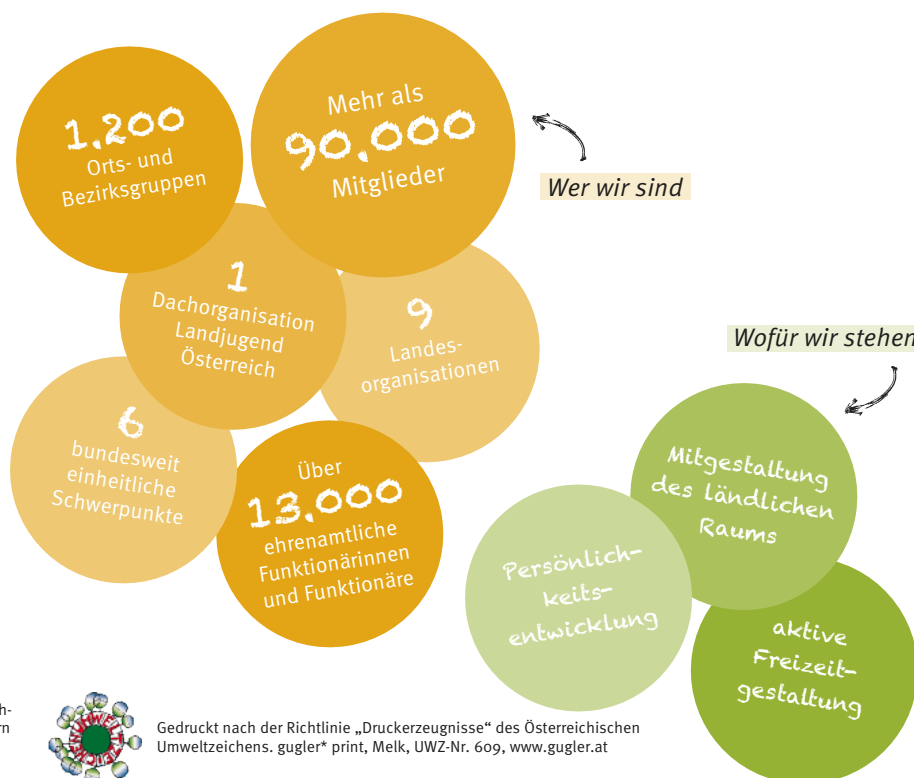 1.200
Orts- und
Bezirksgruppen
Mehr als
90.000
Mitglieder
Wer wir sind
1
Dachorganisation
Landjugend
Österreich
9
Landes-
organisationen
6
bundesweit
einheitliche
Schwerpunkte
Über
13.000
ehrenamtliche
Funktionärinnen
und Funktionäre
Wofür wir stehen
Mitgestaltung
des ländlichen
Raums
Persönlich-
keits-
entwicklung
aktive
Freizeit-
gestaltung
h-
rn
UMWELTZEICHEN
Gedruckt nach der Richtlinie „Druckerzeugnisse“ des Österreichischen
Umweltzeichens. gugler* print, Melk, UWZ-Nr. 609, www.gugler.at